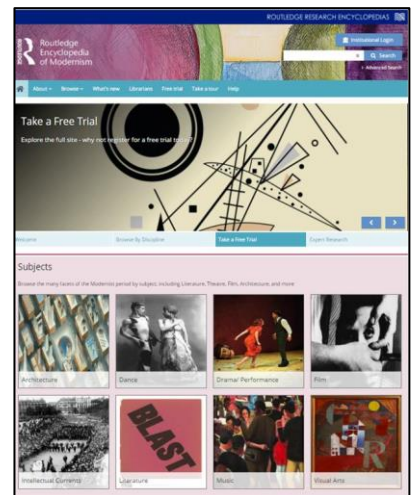 ROUTLEDGE RESEARCH ENCYCLOPEDIAS
Routledge
Encyclopedia
of Modernism
Institutional Login
Search
Advanced Search
About
Browse
What's new
Librarians
Free trial
Take a tour
Help
Take a Free Trial
Explore the full site - why not register for a free trial today?
Welcome
Browse By Discipline
Take a Free Trial
Expert Research
Subjects
Browse the many facets of the Modernist period by subject, including Literature, Theatre, Film, Architecture, and more
Architecture
Dance
Drama/ Performance
Film
BLAST
Intellectual Currents
Literature
Music
Visual Arts